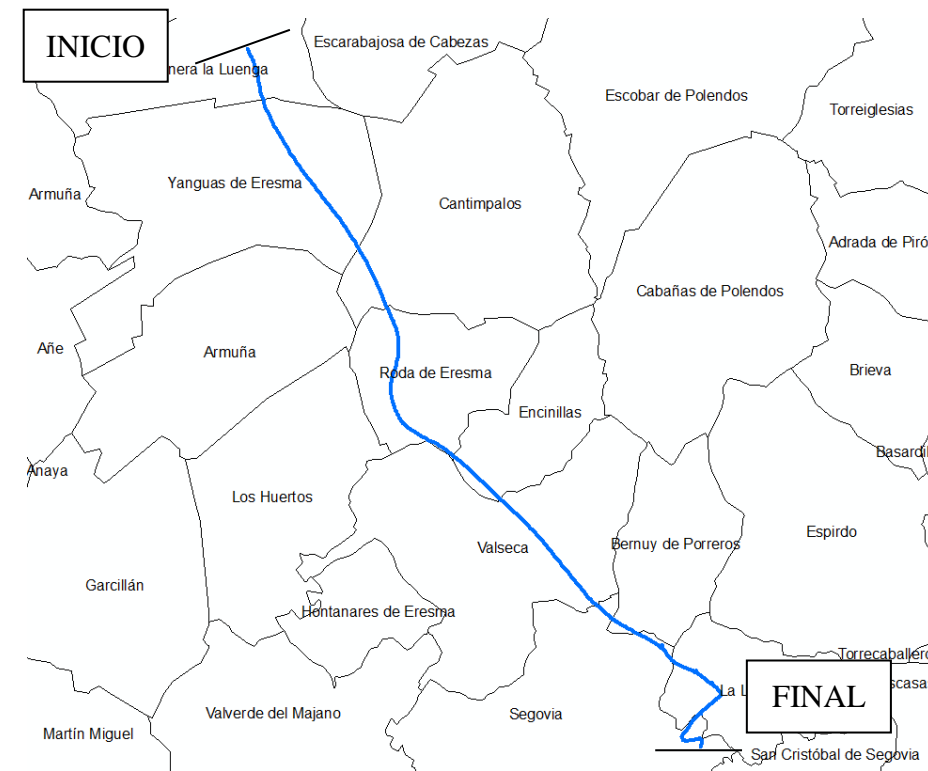 INICIO
Escarabajosa de Cabezas
nera la Luenga
Escobar de Polendos
Torreiglesias
Yanguas de Eresma
Armuña
Cantimpalos
Adrada de Piró
Cabañas de Polendos
Añe
Armuña
Roda de Eresma
Brieva
Encinillas
Basardil
Anaya
Los Huertos
Espirdo
Valseca
Bernuy de Porreros
Garcillán
Hontanares de Eresma
Torrecaballero
scasa
La L
FINAL
Valverde del Majano
Segovia
Martín Miguel
San Cristóbal de Segovia